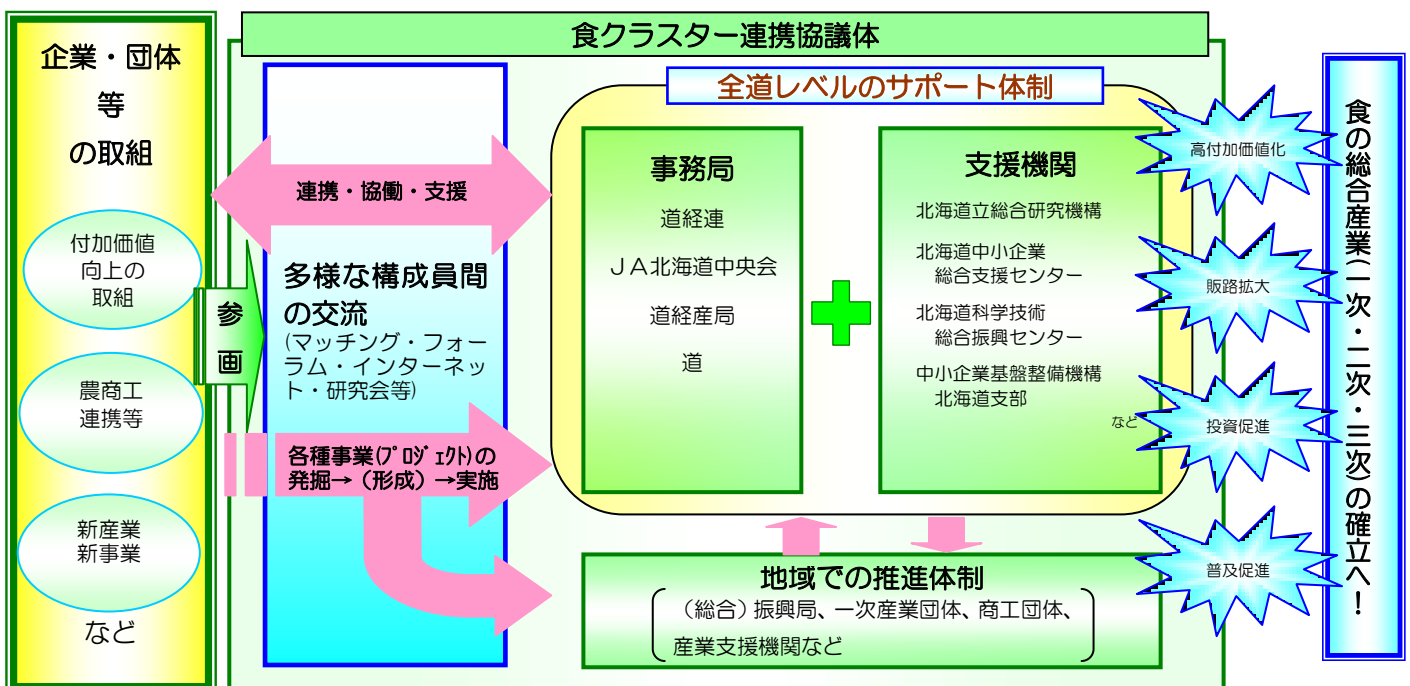 食クラスター連携協議体
企業・団体
等
の取組
付加価値
向上の
取組
農商工
連携等
新産業
新事業
など
参
画
連携・協働・支援
多様な構成員間
の交流
(マッチング・フォー
ラム・インターネッ
ト・研究会等)
各種事業(ﾌﾟﾛｼﾞｪｸﾄ)の
発掘→（形成）→実施
全道レベルのサポート体制
事務局
道経連
ＪＡ北海道中央会
道経産局
道
支援機関
北海道立総合研究機構
北海道中小企業
総合支援センター
北海道科学技術
総合振興センター
中小企業基盤整備機構
北海道支部
など
地域での推進体制
（総合）振興局、一次産業団体、商工団体、
産業支援機関など
高付加価値化
販路拡大
投資促進
普及促進
食の総合産業(一次・二次・三次)の確立へ！